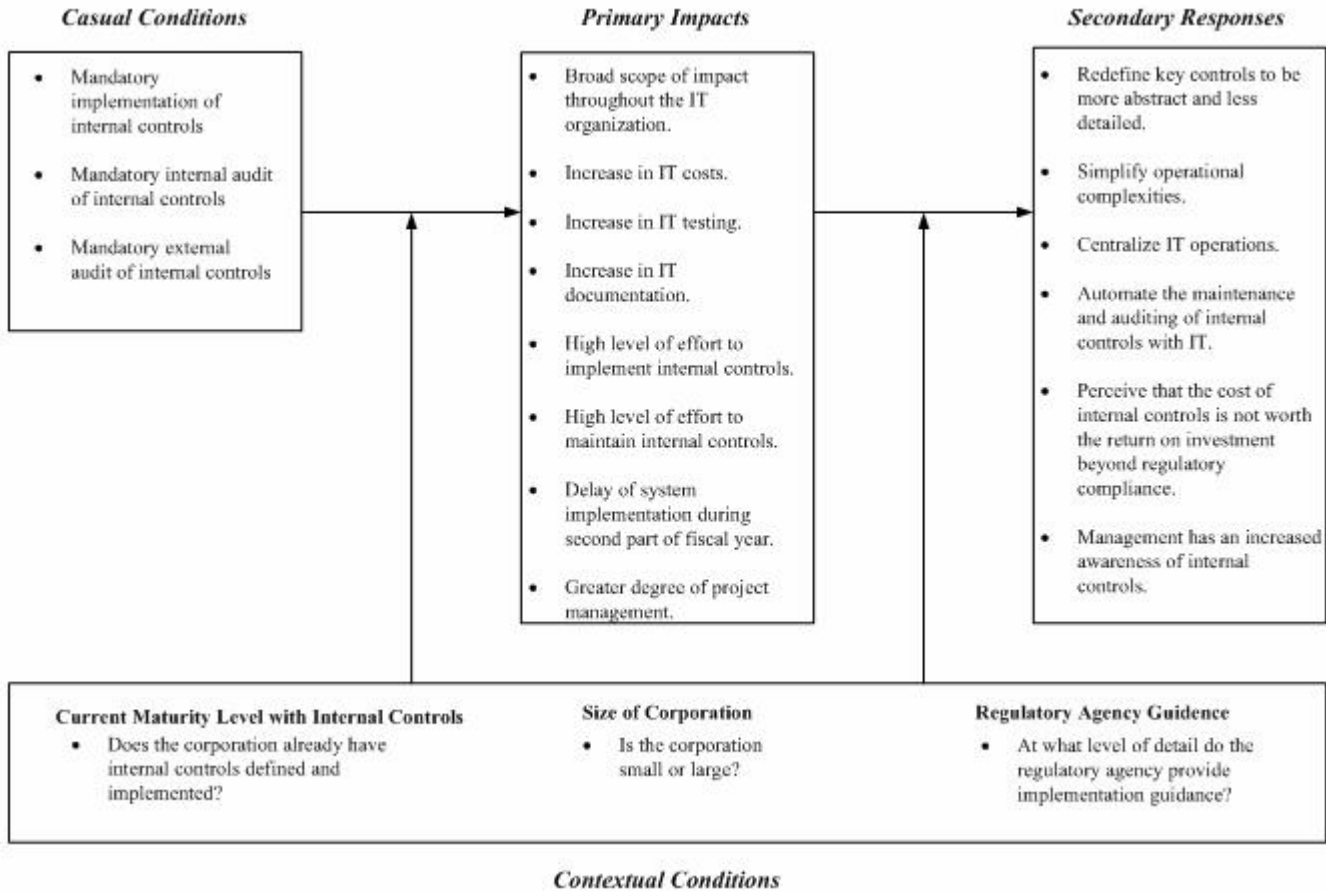 Casual Conditions
Mandatory
implementation of
internal controls
Mandatory internal audit
of internal controls
Mandatory external
audit of internal controls
Primary Impacts
Broad scope of impact
throughout the IT
organization.
Increase in IT costs.
Increase in IT testing.
Increase in IT
documentation.
High level of effort to
implement internal controls.
High level of effort to
maintain internal controls.
Delay of system
implementation during
second part of fiscal year.
Greater degree of project
management.
Secondary Responses
Redefine key controls to be
more abstract and less
detailed.
Simplify operational
complexities.
Centralize IT operations.
Automate the maintenance
and auditing of internal
controls with IT.
Perceive that the cost of
internal controls is not worth
the return on investment
beyond regulatory
compliance.
Management has an increased
awareness of internal
controls.
Current Maturity Level with Internal Controls
Does the corporation already have
internal controls defined and
implemented?
Size of Corporation
Is the corporation
small or large?
Regulatory Agency Guidence
At what level of detail do the
regulatory agency provide
implementation guidance?
Contextual Conditions